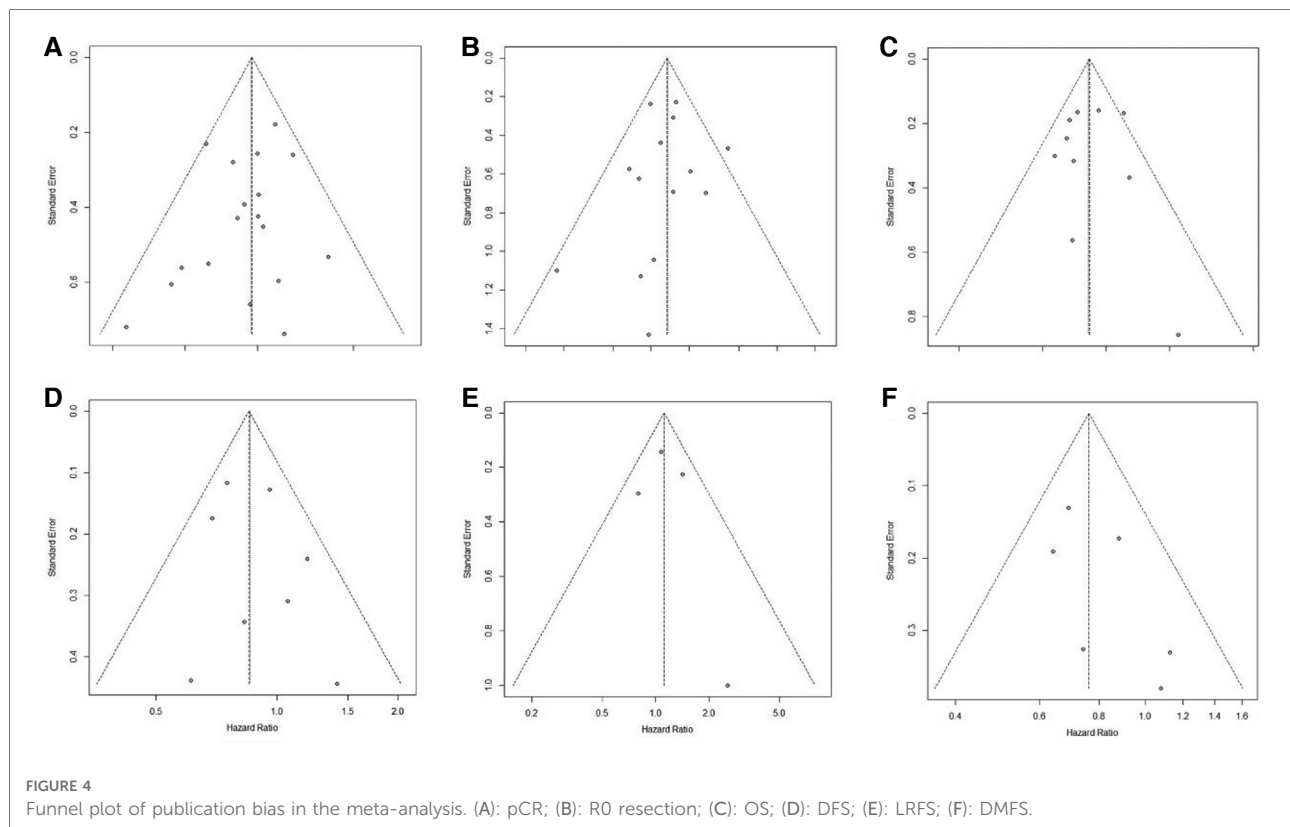 A
B
C
Standard Error
0.0
0.2
0.4
0.6
Standard Error
0.0
0.2
0.4
0.6
0.8
1.0
1.2
1.4
Standard Error
0.0
0.2
0.4
0.6
0.8
D
E
F
Standard Error
0.0
0.1
0.2
0.3
0.4
0.5 1.0 1.5 2.0
Hazard Ratio
Standard Error
0.0
0.2
0.4
0.6
0.8
1.0
0.2 0.5 1.0 2.0 5.0
Hazard Ratio
Standard Error
0.0
0.1
0.2
0.3
0.4 0.6 0.8 1.0 1.2 1.4 1.6
Hazard Ratio
FIGURE 4
Funnel plot of publication bias in the meta-analysis. (A): pCR; (B): R0 resection; (C): OS; (D): DFS; (E): LRFS; (F): DMFS.